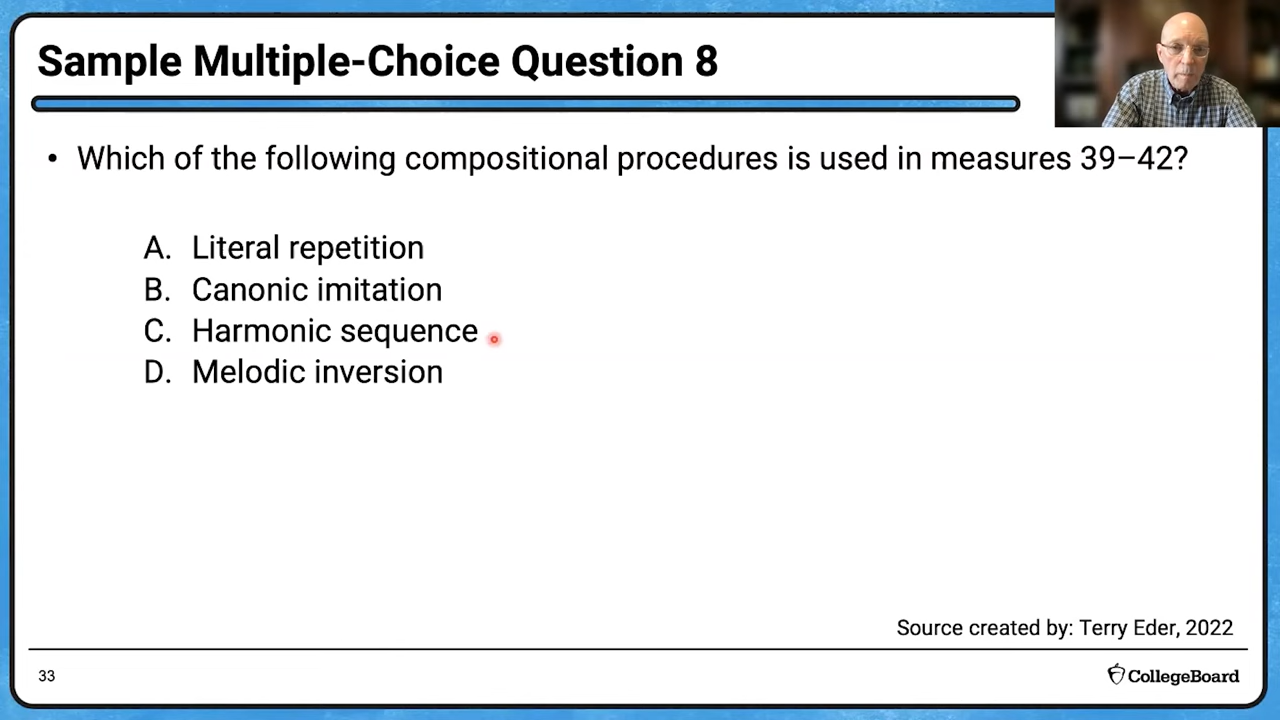 Sample Multiple-Choice Question 8
• Which of the following compositional procedures is used in measures 39–42?
A. Literal repetition
B. Canonic imitation
C. Harmonic sequence
D. Melodic inversion
Source created by: Terry Eder, 2022
33
CollegeBoard